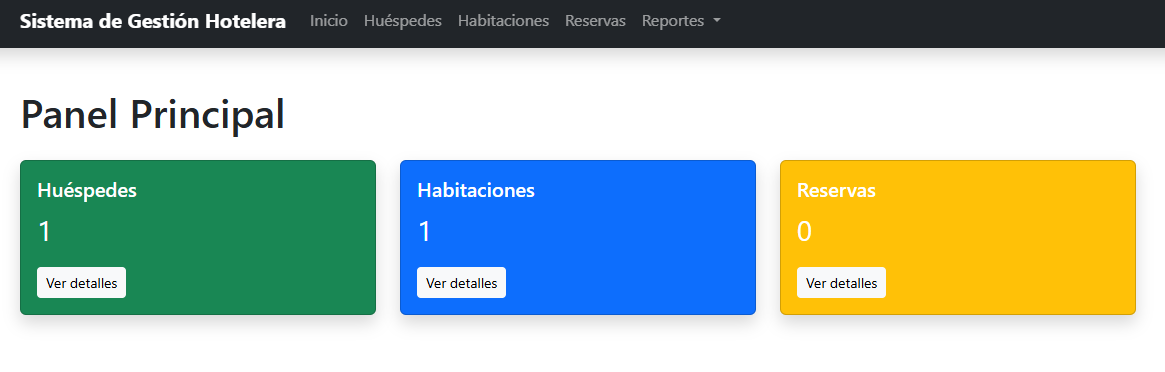 Sistema de Gestión Hotelera Inicio Huéspedes Habitaciones Reservas Reportes
Panel Principal
Huéspedes
1
Ver detalles
Habitaciones
1
Ver detalles
Reservas
0
Ver detalles